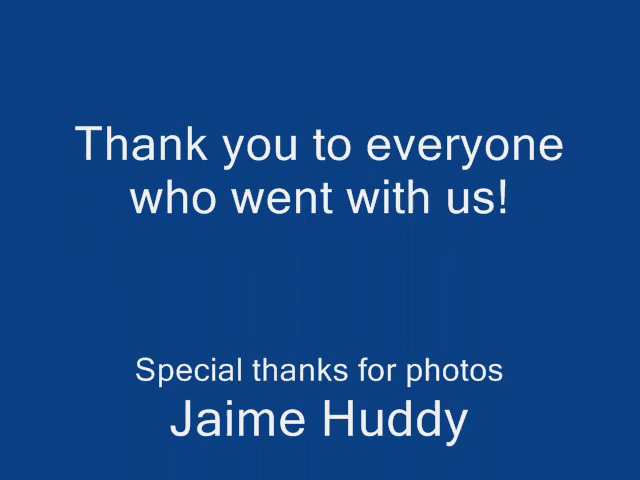 Thank you to everyone
who went with us!
Special thanks for photos
Jaime Huddy